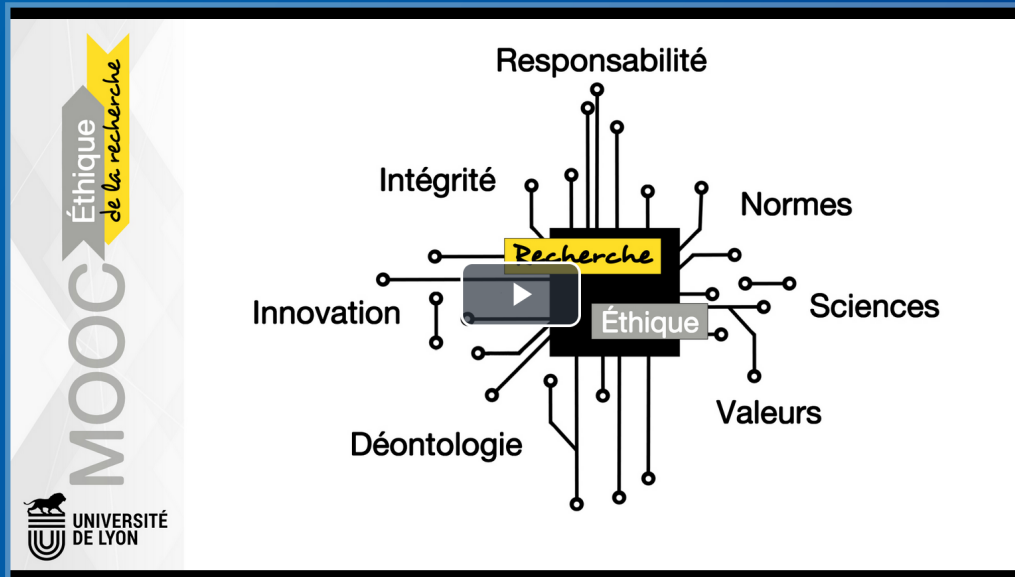 MOOC
Éthique
de la recherche
UNIVERSITÉ
DE LYON
Responsabilité
Intégrité
Normes
Recherche
Innovation
Éthique
Sciences
Valeurs
Déontologie